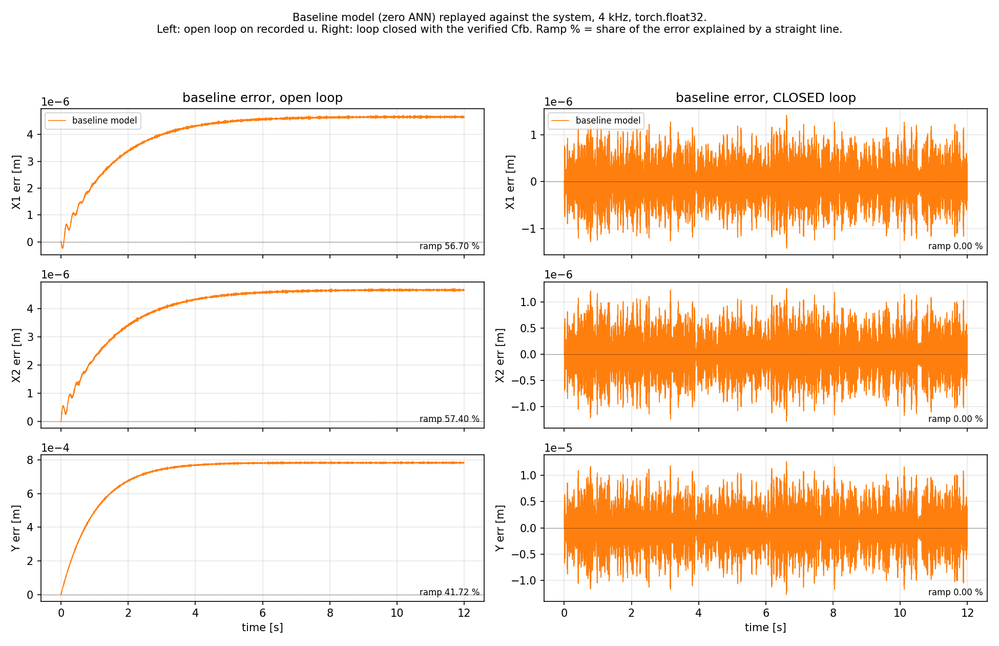 Baseline model (zero ANN) replayed against the system, 4 kHz, torch.float32.
Left: open loop on recorded u. Right: loop closed with the verified Cfb. Ramp % = share of the error explained by a straight line.
baseline error, open loop
1e−6
baseline model
X1 err [m]
4
3
2
1
0
ramp 56.70 %
baseline error, CLOSED loop
1e−6
baseline model
X1 err [m]
1
0
−1
ramp 0.00 %
1e−6
X2 err [m]
4
3
2
1
0
ramp 57.40 %
1e−6
X2 err [m]
1.0
0.5
0.0
−0.5
−1.0
ramp 0.00 %
1e−4
Y err [m]
8
6
4
2
0
ramp 41.72 %
0 2 4 6 8 10 12
time [s]
1e−5
Y err [m]
1.0
0.5
0.0
−0.5
−1.0
ramp 0.00 %
0 2 4 6 8 10 12
time [s]